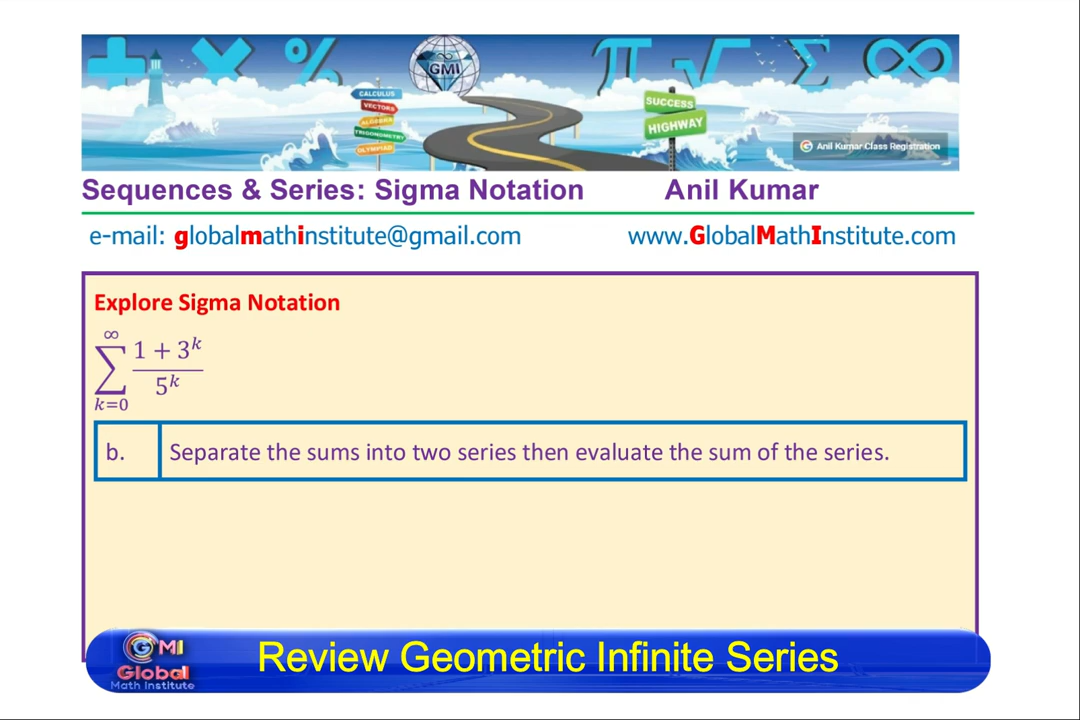 GMI
CALCULUS
VECTORS
ALGEBRA
TRIGONOMETRY
OLYMPIAD
SUCCESS
HIGHWAY
Anil Kumar Class Registration
Sequences & Series: Sigma Notation Anil Kumar
e-mail: globalmathinstitute@gmail.com www.GlobalMathInstitute.com
Explore Sigma Notation
∞
∑ (1 + 3^k)/5^k
k=0
b. Separate the sums into two series then evaluate the sum of the series.
GMI
Global
Math Institute
Review Geometric Infinite Series